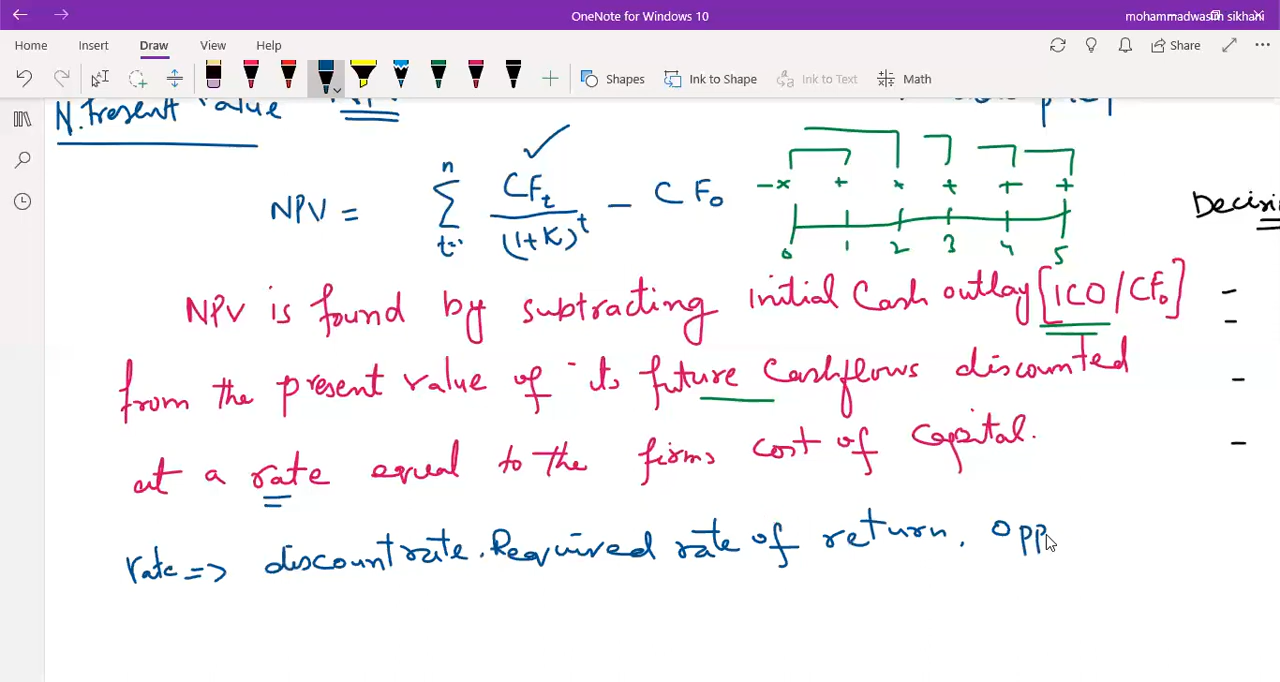 OneNote for Windows 10
Home Insert Draw View Help Share
Shapes Ink to Shape Ink to Text Math
N. Present Value NPV
NPV = n Σ t= CFt / (1+K)^t - CF₀
-x + x + + +
0 1 2 3 4 5
NPV is found by subtracting initial Cash outlay [ICO / CF₀]
from the present value of its future Cashflows discounted
at a rate equal to the firms cost of capital.
rate => discount rate. Required rate of return. Opp